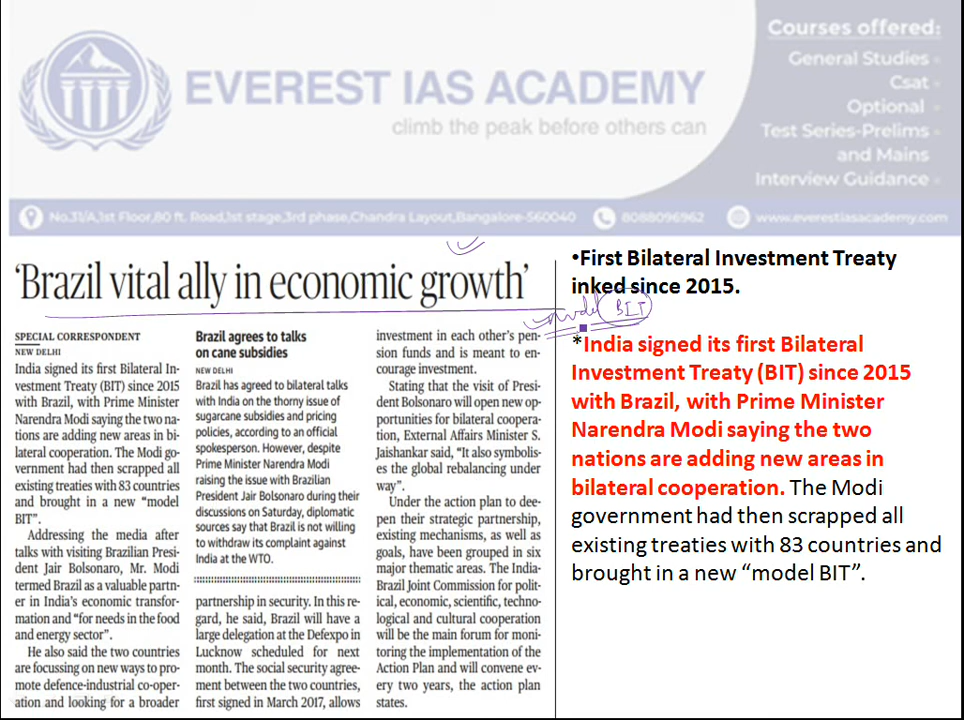 EVEREST IAS ACADEMY
climb the peak before others can
Courses offered:
General Studies
Csat
Optional
Test Series-Prelims
and Mains
Interview Guidance
No.31/A,1st Floor,80 ft. Road,1st stage,3rd phase,Chandra Layout,Bangalore-560040
8088096962
www.everestiasacademy.com
'Brazil vital ally in economic growth'
SPECIAL CORRESPONDENT
NEW DELHI
India signed its first Bilateral In-
vestment Treaty (BIT) since 2015
with Brazil, with Prime Minister
Narendra Modi saying the two na-
tions are adding new areas in bi-
lateral cooperation. The Modi go-
vernment had then scrapped all
existing treaties with 83 countries
and brought in a new "model
BIT".
Addressing the media after
talks with visiting Brazilian Presi-
dent Jair Bolsonaro, Mr. Modi
termed Brazil as a valuable partn-
er in India's economic transfor-
mation and "for needs in the food
and energy sector".
He also said the two countries
are focussing on new ways to pro-
mote defence-industrial co-oper-
ation and looking for a broader
Brazil agrees to talks
on cane subsidies
NEW DELHI
Brazil has agreed to bilateral talks
with India on the thorny issue of
sugarcane subsidies and pricing
policies, according to an official
spokesperson. However, despite
Prime Minister Narendra Modi
raising the issue with Brazilian
President Jair Bolsonaro during their
discussions on Saturday, diplomatic
sources say that Brazil is not willing
to withdraw its complaint against
India at the WTO.
partnership in security. In this re-
gard, he said, Brazil will have a
large delegation at the Defexpo in
Lucknow scheduled for next
month. The social security agree-
ment between the two countries,
first signed in March 2017, allows
investment in each other's pen-
sion funds and is meant to en-
courage investment.
Stating that the visit of Presi-
dent Bolsonaro will open new op-
portunities for bilateral coopera-
tion, External Affairs Minister S.
Jaishankar said, "It also symbolis-
es the global rebalancing under
way".
Under the action plan to dee-
pen their strategic partnership,
existing mechanisms, as well as
goals, have been grouped in six
major thematic areas. The India-
Brazil Joint Commission for polit-
ical, economic, scientific, techno-
logical and cultural cooperation
will be the main forum for moni-
toring the implementation of the
Action Plan and will convene ev-
ery two years, the action plan
states.
•First Bilateral Investment Treaty
inked since 2015.
model BIT
*India signed its first Bilateral
Investment Treaty (BIT) since 2015
with Brazil, with Prime Minister
Narendra Modi saying the two
nations are adding new areas in
bilateral cooperation. The Modi
government had then scrapped all
existing treaties with 83 countries and
brought in a new "model BIT".